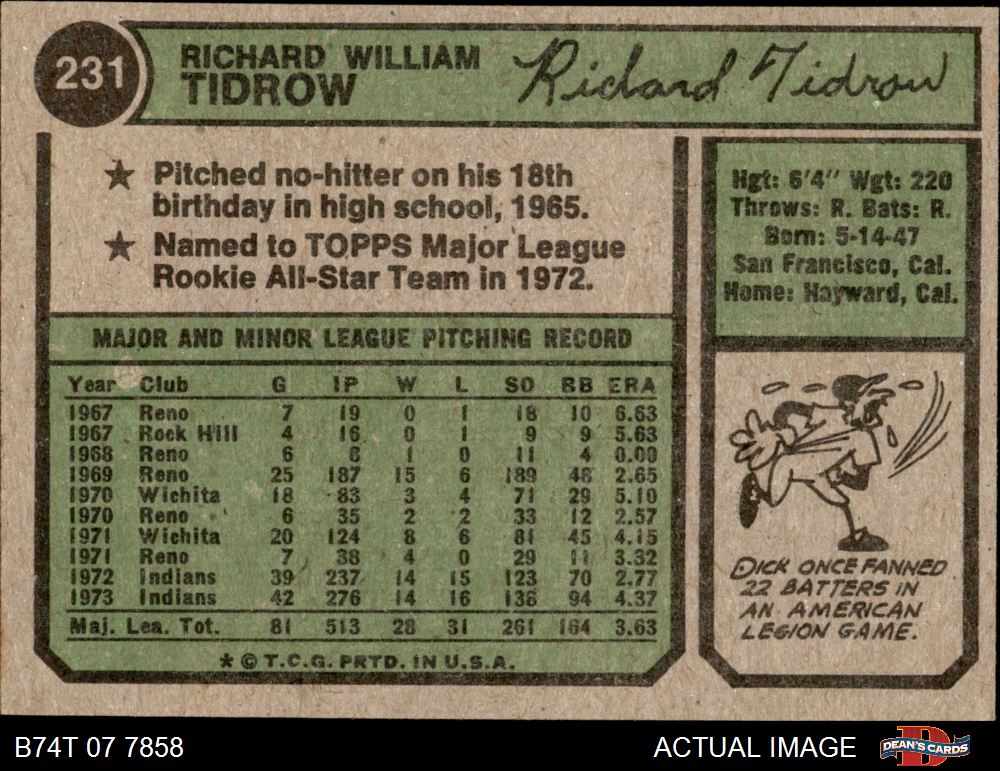 231
RICHARD WILLIAM
TIDROW
Richard Tidrow
★ Pitched no-hitter on his 18th
birthday in high school, 1965.
★ Named to TOPPS Major League
Rookie All-Star Team in 1972.
Hgt: 6'4" Wgt: 220
Throws: R. Bats: R.
Born: 5-14-47
San Francisco, Cal.
Home: Hayward, Cal.
MAJOR AND MINOR LEAGUE PITCHING RECORD
Year Club G IP W L SO BB ERA
1967 Reno 7 19 0 1 18 10 6.63
1967 Rock Hill 4 16 0 1 9 9 5.63
1968 Reno 6 1 0 11 4 0.00
1969 Reno 25 187 15 6 189 48 2.65
1970 Wichita 18 83 3 4 71 29 5.10
1970 Reno 6 35 2 2 33 12 2.57
1971 Wichita 20 124 8 6 81 45 4.15
1971 Reno 7 38 4 0 29 11 3.32
1972 Indians 39 237 14 15 123 70 2.77
1973 Indians 42 276 14 16 138 94 4.37
Maj. Lea. Tot. 81 513 28 31 261 164 3.63
★ © T.C.G. PRTD. IN U.S.A.
DICK ONCE FANNED
22 BATTERS IN
AN AMERICAN
LEGION GAME.
B74T 07 7858
ACTUAL IMAGE
DEAN'S CARDS